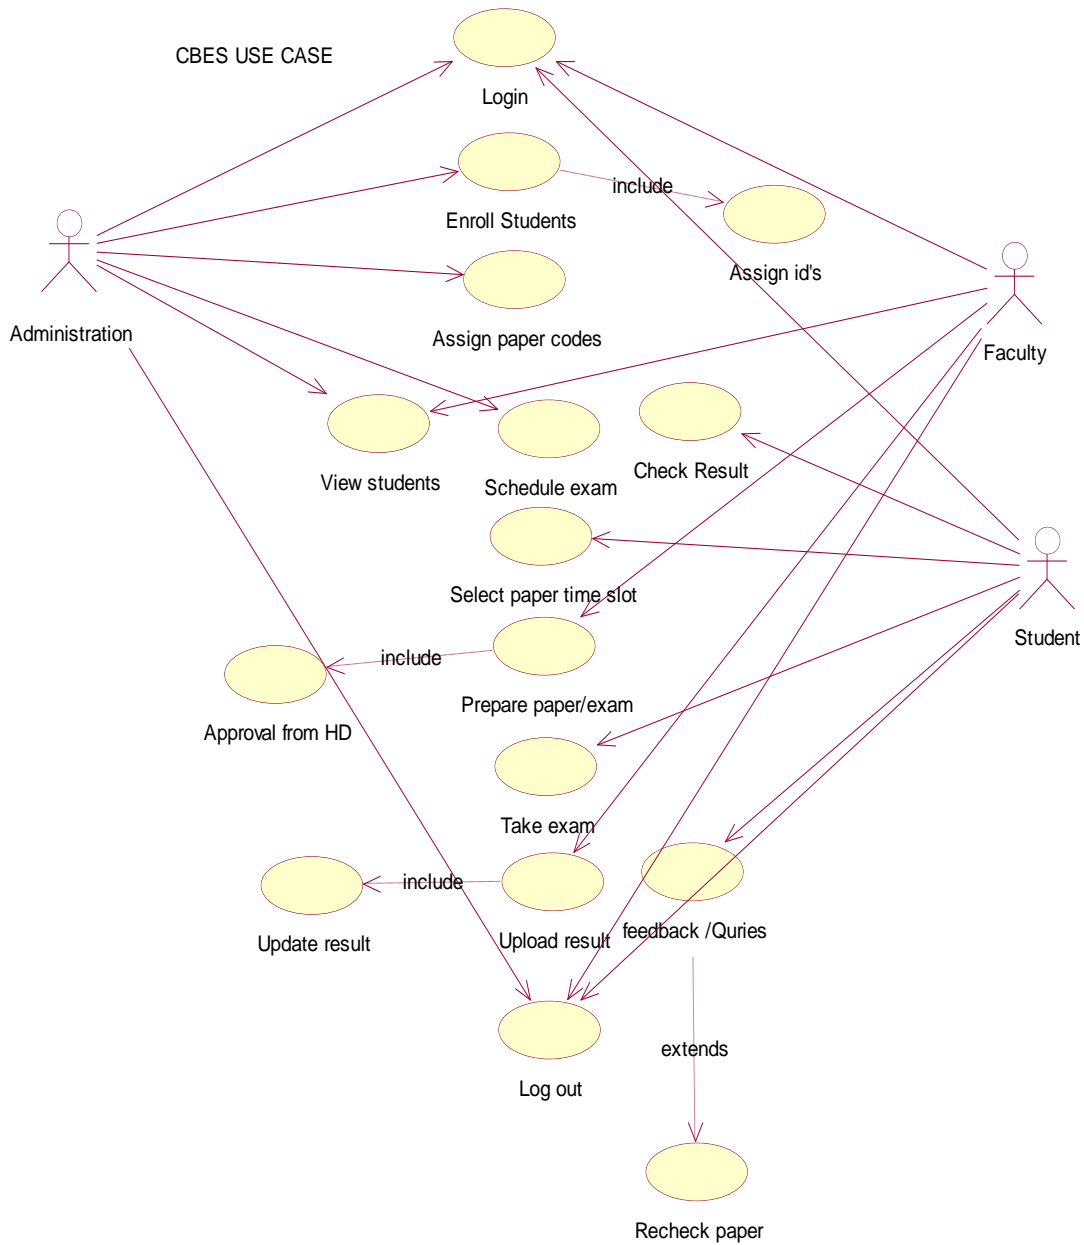 CBES USE CASE
Login
Enroll Students
include
Assign id's
Administration
Assign paper codes
Faculty
View students
Schedule exam
Check Result
Select paper time slot
Student
include
Prepare paper/exam
Approval from HD
Take exam
include
Update result
Upload result
feedback /Quries
extends
Log out
Recheck paper